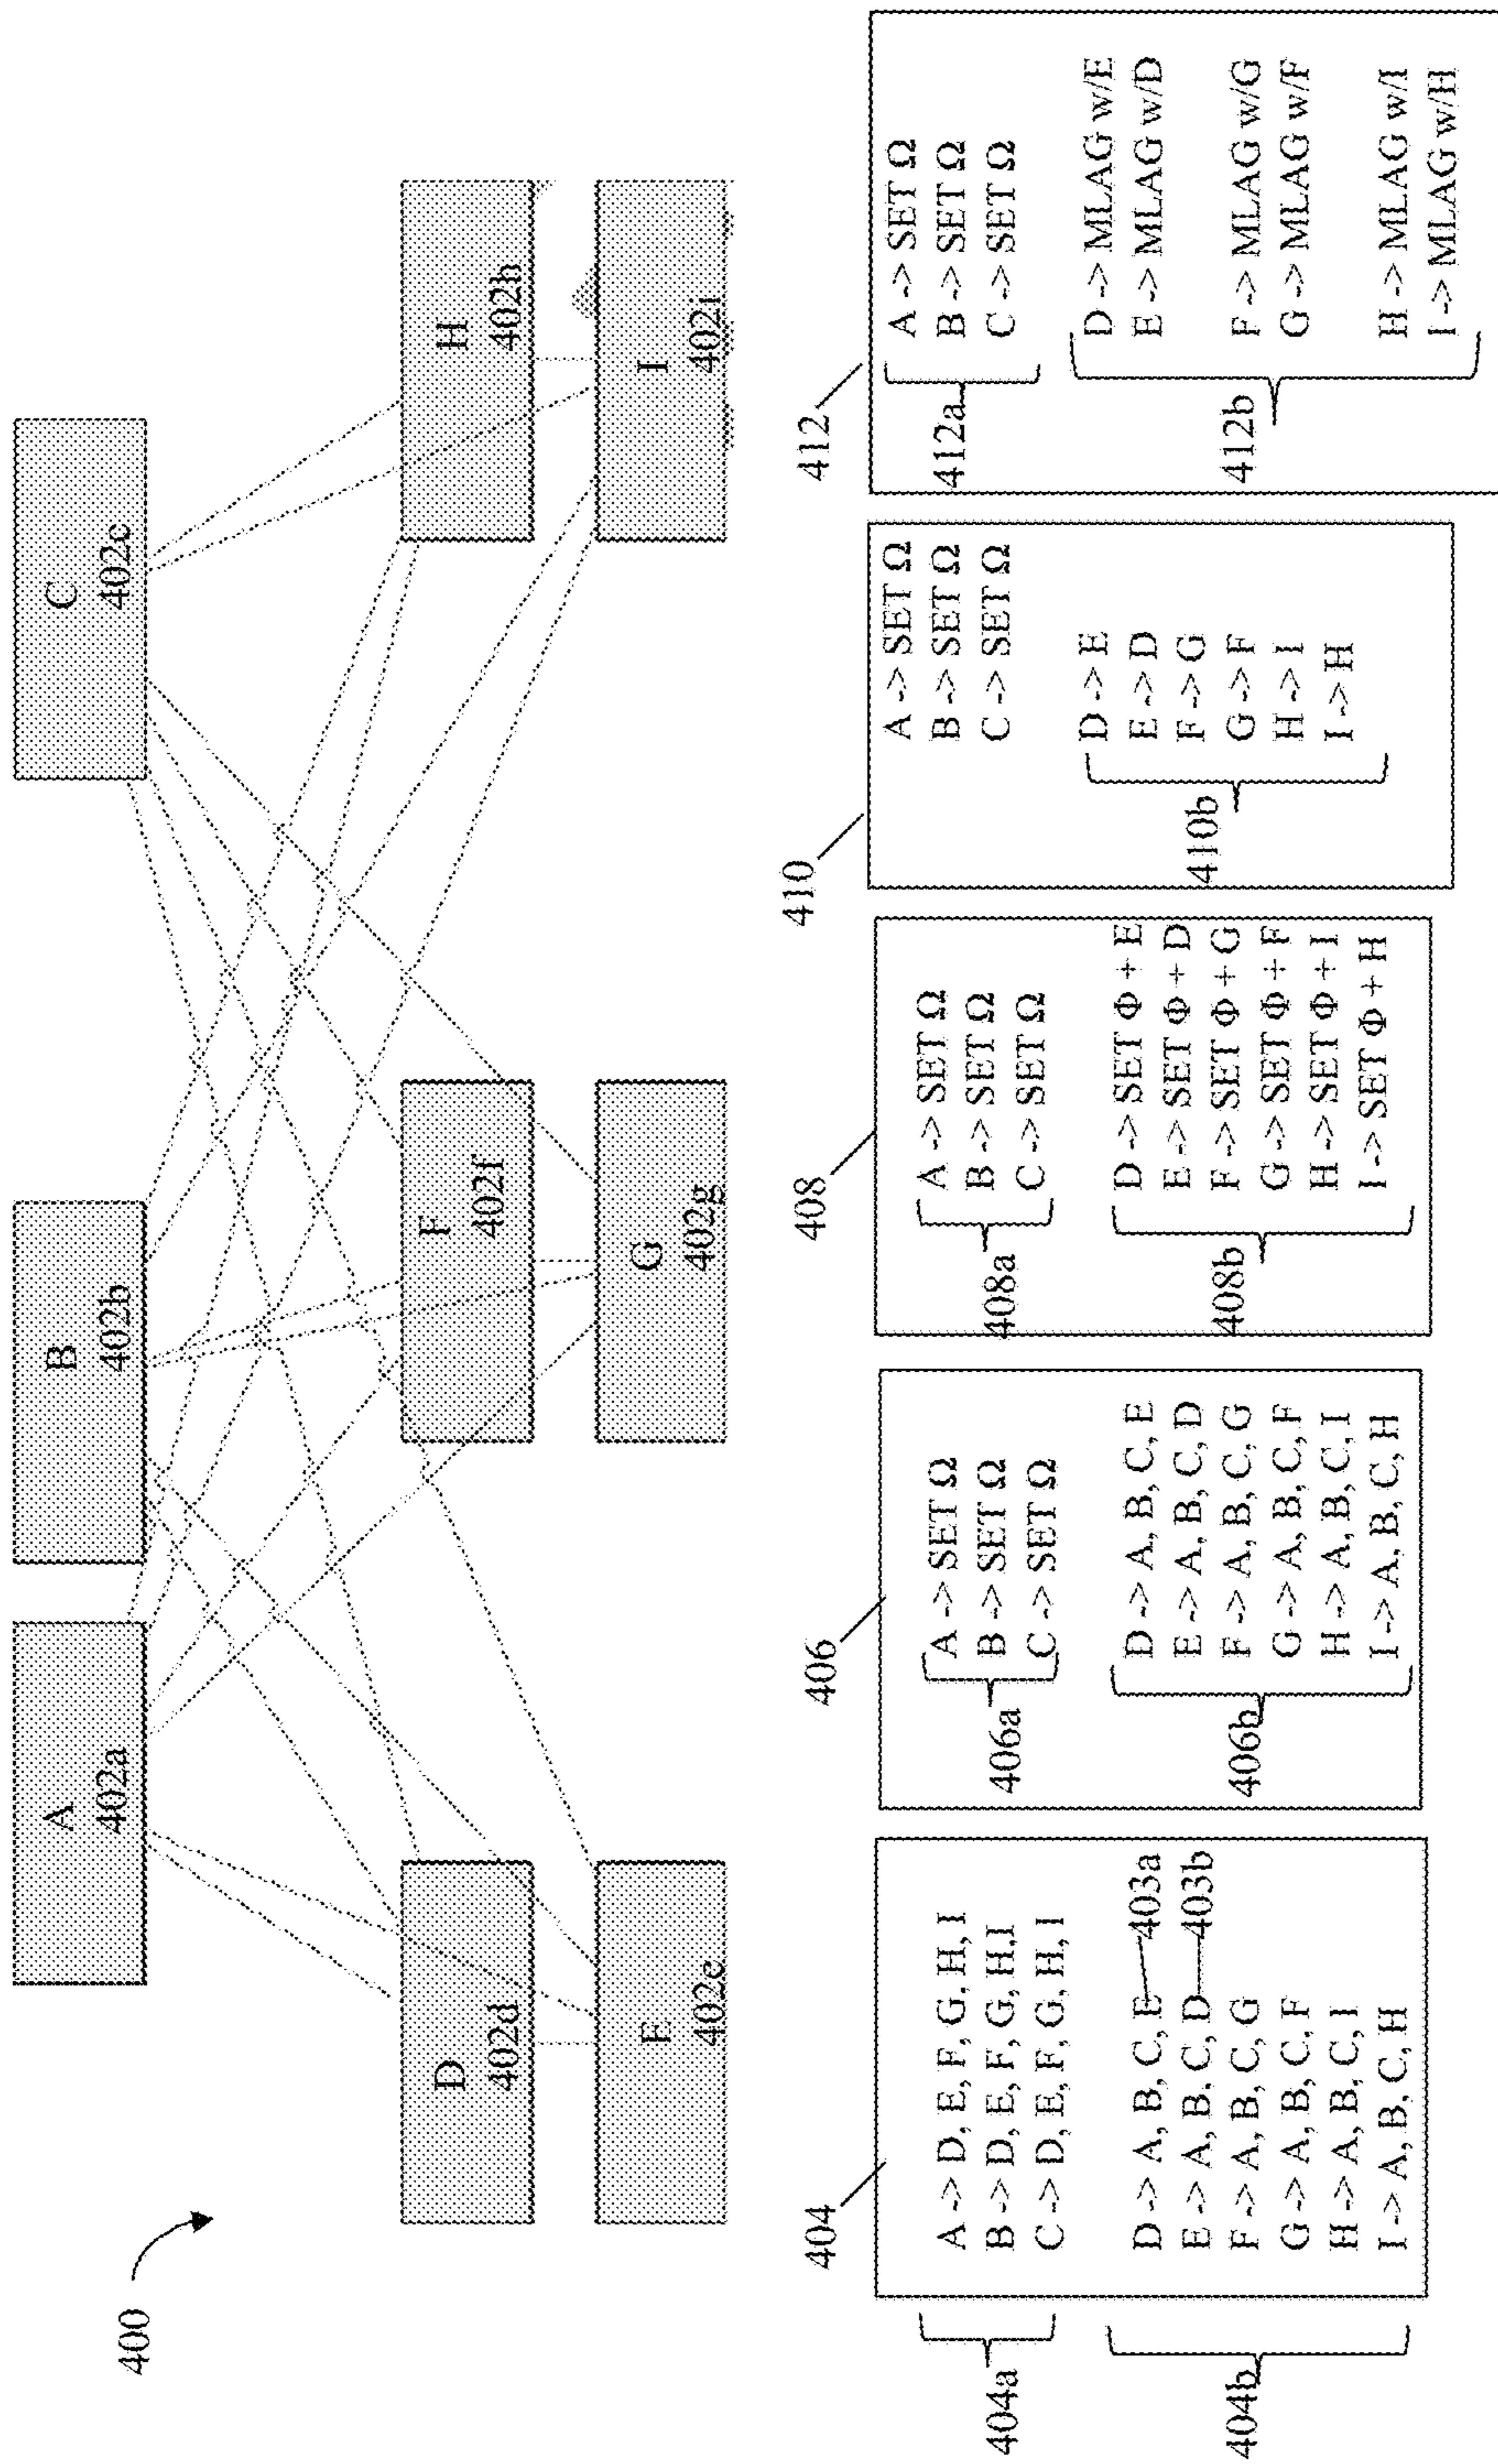 400
A
402a
B
402b
C
402c
D
402d
F
402f
H
402h
E
402e
G
402g
I
402i
404
404a
A -> D, E, F, G, H, I
B -> D, E, F, G, H,I
C -> D, E, F, G, H, I
404b
D -> A, B, C, E
403a
E -> A, B, C, D
403b
F -> A, B, C, G
G -> A, B, C, F
H -> A, B, C, I
I -> A, B, C, H
406
406a
A -> SET Ω
B -> SET Ω
C -> SET Ω
406b
D -> A, B, C, E
E -> A, B, C, D
F -> A, B, C, G
G -> A, B, C, F
H -> A, B, C, I
I -> A, B, C, H
408
408a
A -> SET Ω
B -> SET Ω
C -> SET Ω
408b
D -> SET Φ + E
E -> SET Φ + D
F -> SET Φ + G
G -> SET Φ + F
H -> SET Φ + I
I -> SET Φ + H
410
A -> SET Ω
B -> SET Ω
C -> SET Ω
410b
D -> E
E -> D
F -> G
G -> F
H -> I
I -> H
412
412a
A -> SET Ω
B -> SET Ω
C -> SET Ω
412b
D -> MLAG w/E
E -> MLAG w/D
F -> MLAG w/G
G -> MLAG w/F
H -> MLAG w/I
I -> MLAG w/H